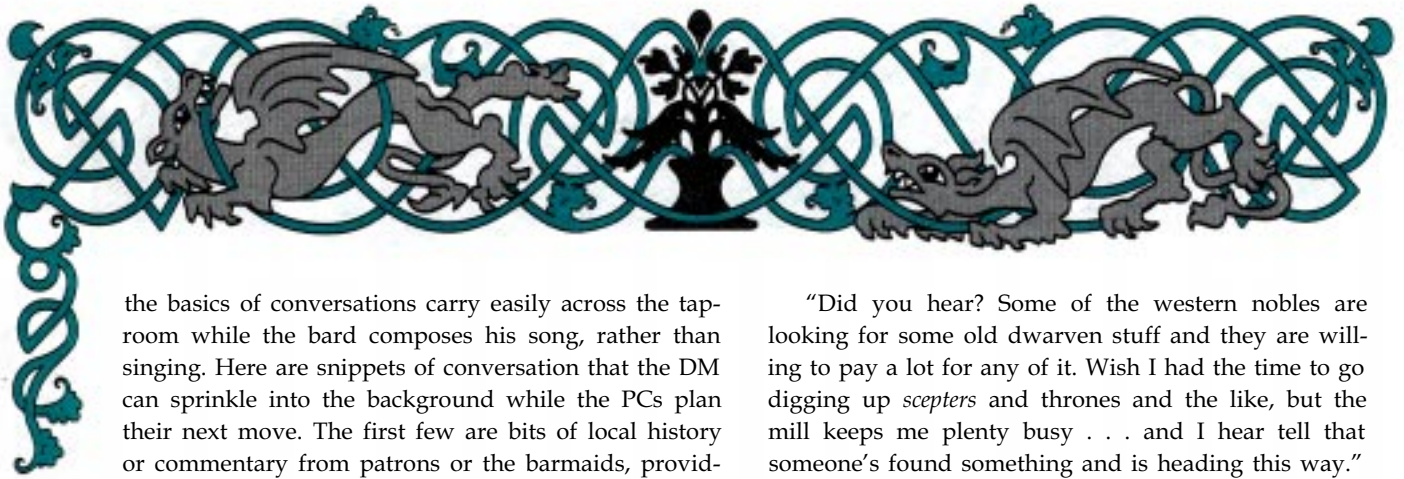 the basics of conversations carry easily across the tap-
room while the bard composes his song, rather than
singing. Here are snippets of conversation that the DM
can sprinkle into the background while the PCs plan
their next move. The first few are bits of local history
or commentary from patrons or the barmaids, provid-
“Did you hear? Some of the western nobles are
looking for some old dwarven stuff and they are will-
ing to pay a lot for any of it. Wish I had the time to go
digging up scepters and thrones and the like, but the
mill keeps me plenty busy . . . and I hear tell that
someone’s found something and is heading this way.”